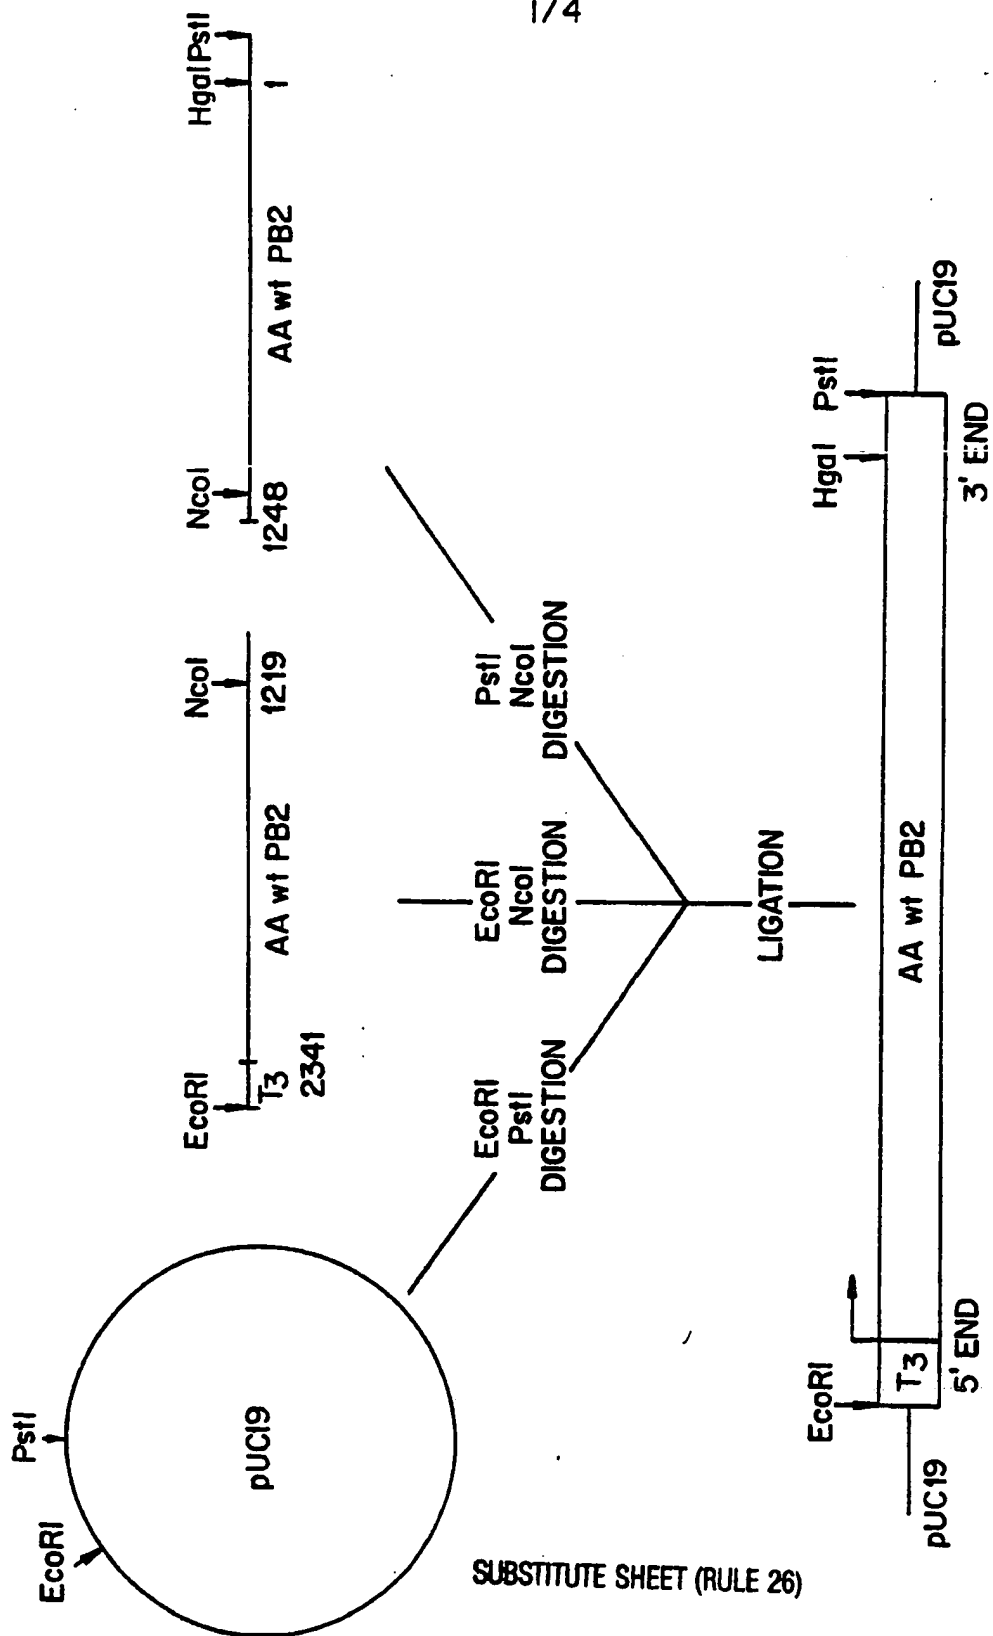 1/4
PstI
EcoRI
pUC19
EcoRI
T3
2341
AA wt PB2
NcoI
1219
NcoI
1248
AA wt PB2
HgaI
PstI
1
EcoRI
PstI
DIGESTION
EcoRI
NcoI
DIGESTION
PstI
NcoI
DIGESTION
LIGATION
pUC19
EcoRI
T3
5' END
AA wt PB2
HgaI
PstI
3' END
pUC19
SUBSTITUTE SHEET (RULE 26)